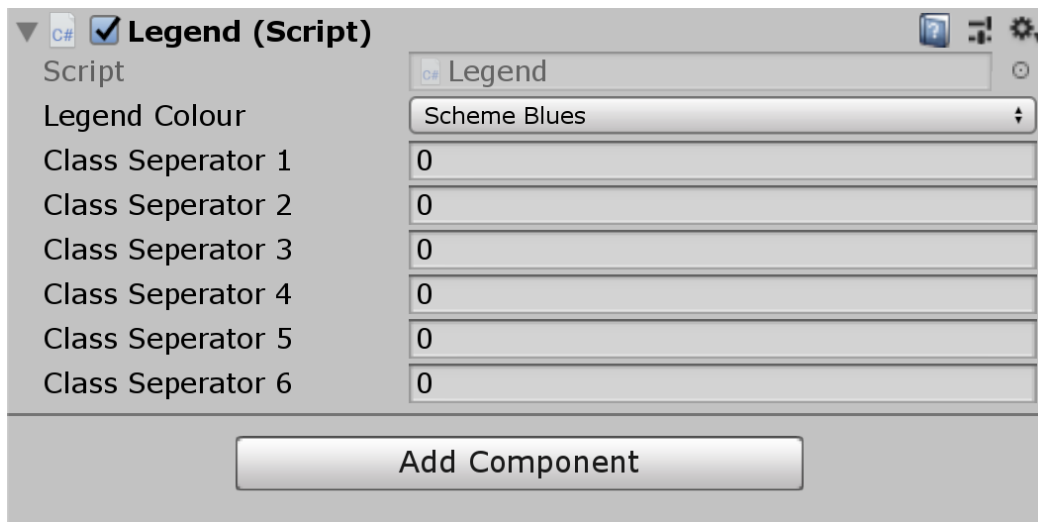 C# Legend (Script)
Script C# Legend
Legend Colour Scheme Blues
Class Seperator 1 0
Class Seperator 2 0
Class Seperator 3 0
Class Seperator 4 0
Class Seperator 5 0
Class Seperator 6 0
Add Component